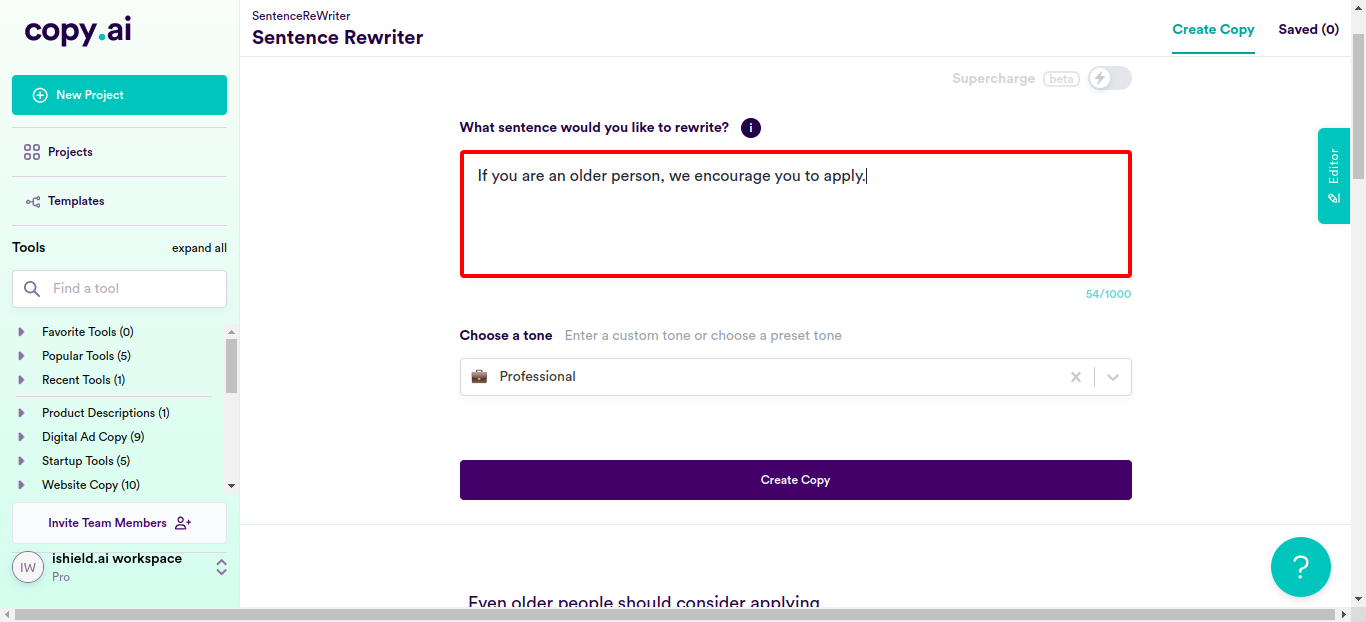 copy.ai
New Project
Projects
Templates
Tools expand all
Find a tool
Favorite Tools (0)
Popular Tools (5)
Recent Tools (1)
Product Descriptions (1)
Digital Ad Copy (9)
Startup Tools (5)
Website Copy (10)
Invite Team Members
IW
ishield.ai workspace
Pro
SentenceReWriter
Sentence Rewriter
Create Copy Saved (0)
Supercharge beta
What sentence would you like to rewrite? i
If you are an older person, we encourage you to apply.
54/1000
Choose a tone Enter a custom tone or choose a preset tone
Professional
Create Copy
Even older people should consider applying
Editor
?